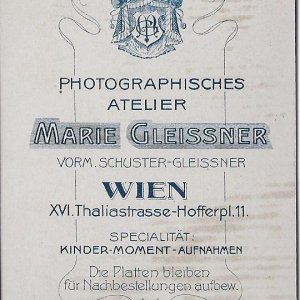 PHOTOGRAPHISCHES
ATELIER
MARIE GLEISSNER
VORM. SCHUSTER-GLEISSNER
WIEN
XVI. Thaliastrasse-Hofferpl. 11.
SPECIALITÄT:
KINDER-MOMENT-AUFNAHMEN
Die Platten bleiben
für Nachbestellungen aufbew.